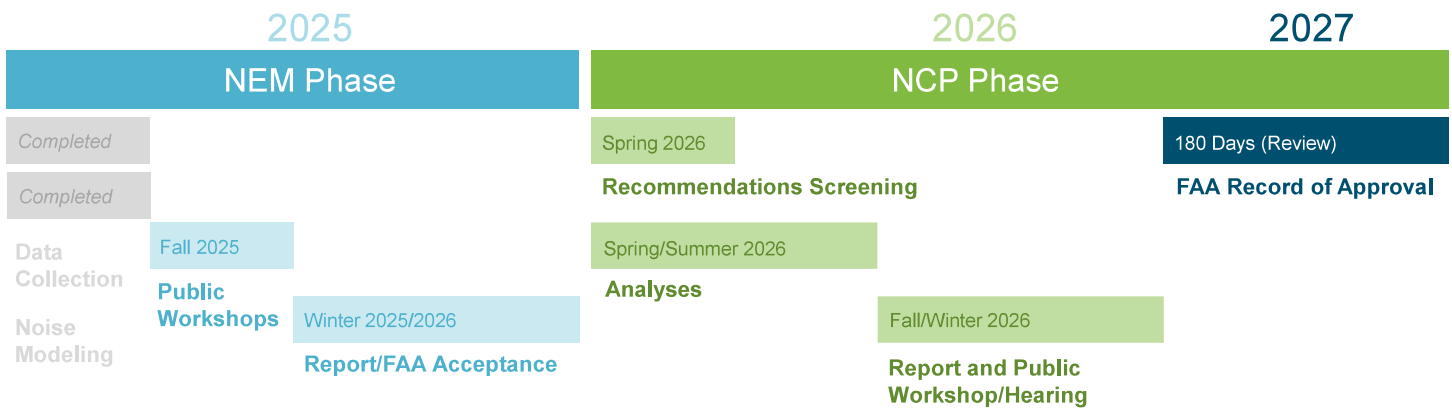 2025
2026
2027
NEM Phase
NCP Phase
Completed
Completed
Data
Collection
Noise
Modeling
Fall 2025
Public
Workshops
Winter 2025/2026
Report/FAA Acceptance
Spring 2026
Recommendations Screening
Spring/Summer 2026
Analyses
Fall/Winter 2026
Report and Public
Workshop/Hearing
180 Days (Review)
FAA Record of Approval